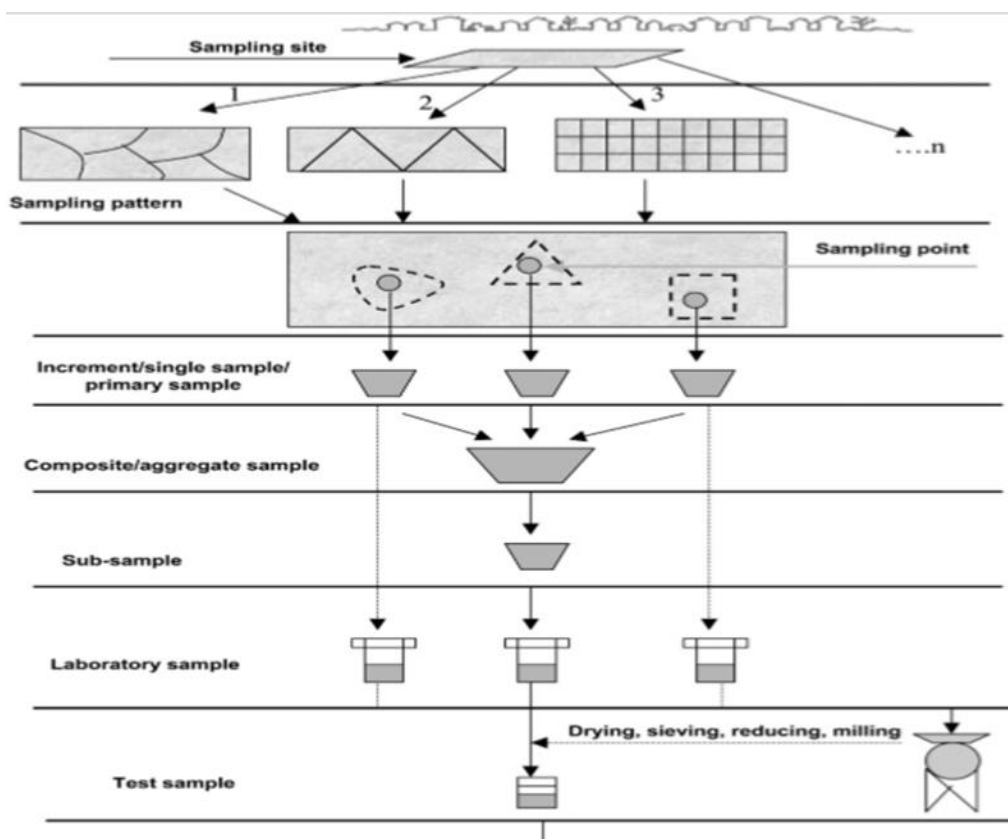 Sampling site
1
2
3
....n
Sampling pattern
Sampling point
Increment/single sample/
primary sample
Composite/aggregate sample
Sub-sample
Laboratory sample
Drying, sieving, reducing, milling
Test sample